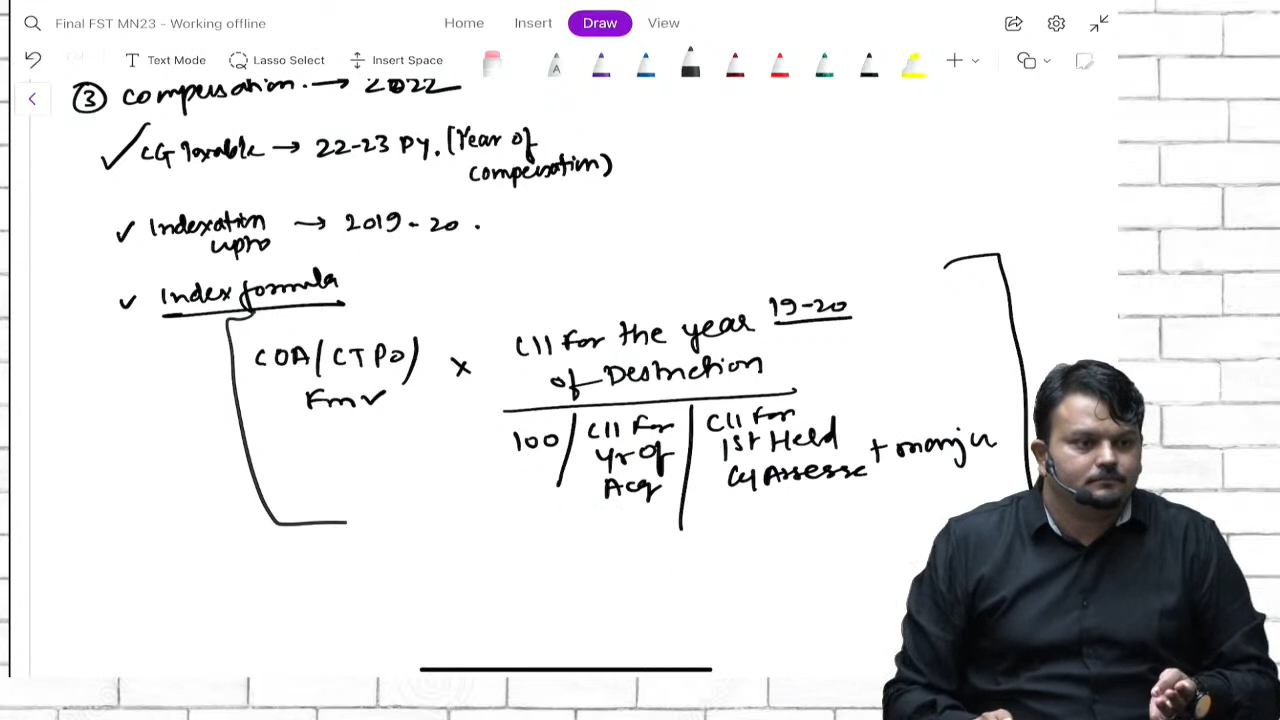 Final FST MN23 - Working offline
Home Insert Draw View
Text Mode Lasso Select Insert Space
③ compensation. → 2022
✓ CG Taxable → 22-23 PY. (Year of
compensation)
✓ Indexation → 2019-20.
upto
✓ Index formula
19-20
COA/CTPO/ × CII For the year
Fmv of Destruction
100 / CII For | CII For
Yr of 1st Held
Acq by Assesse